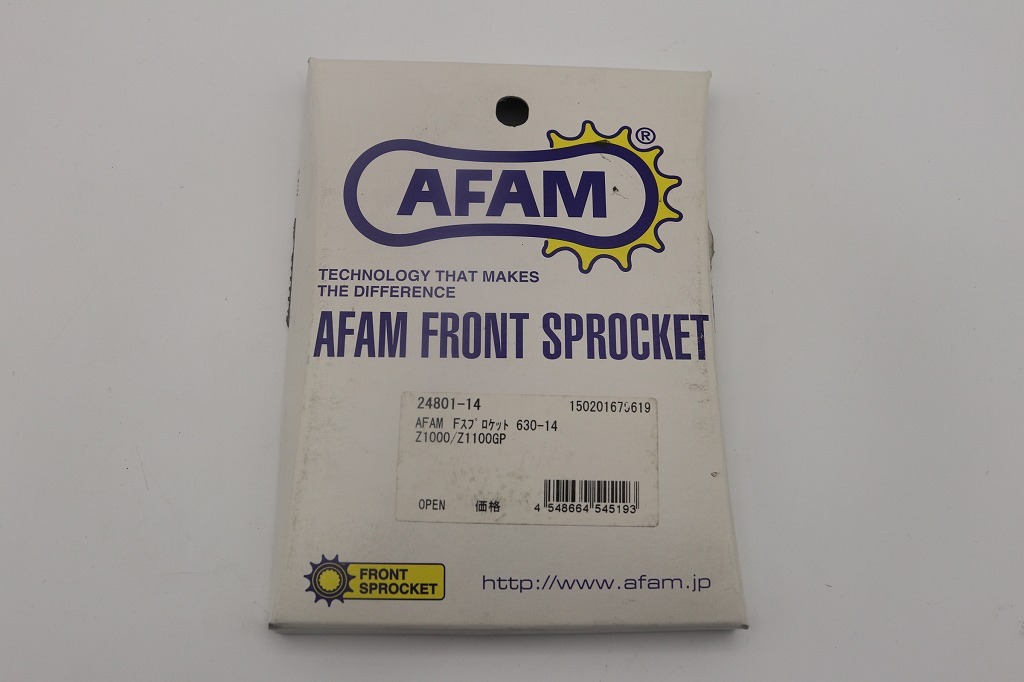 AFAM®
TECHNOLOGY THAT MAKES
THE DIFFERENCE
AFAM FRONT SPROCKET
24801-14 150201675619
AFAM Fｽﾌﾟﾛｹｯﾄ 630-14
Z1000/Z1100GP
OPEN 価格 4 548664 545193
FRONT
SPROCKET
http://www.afam.jp